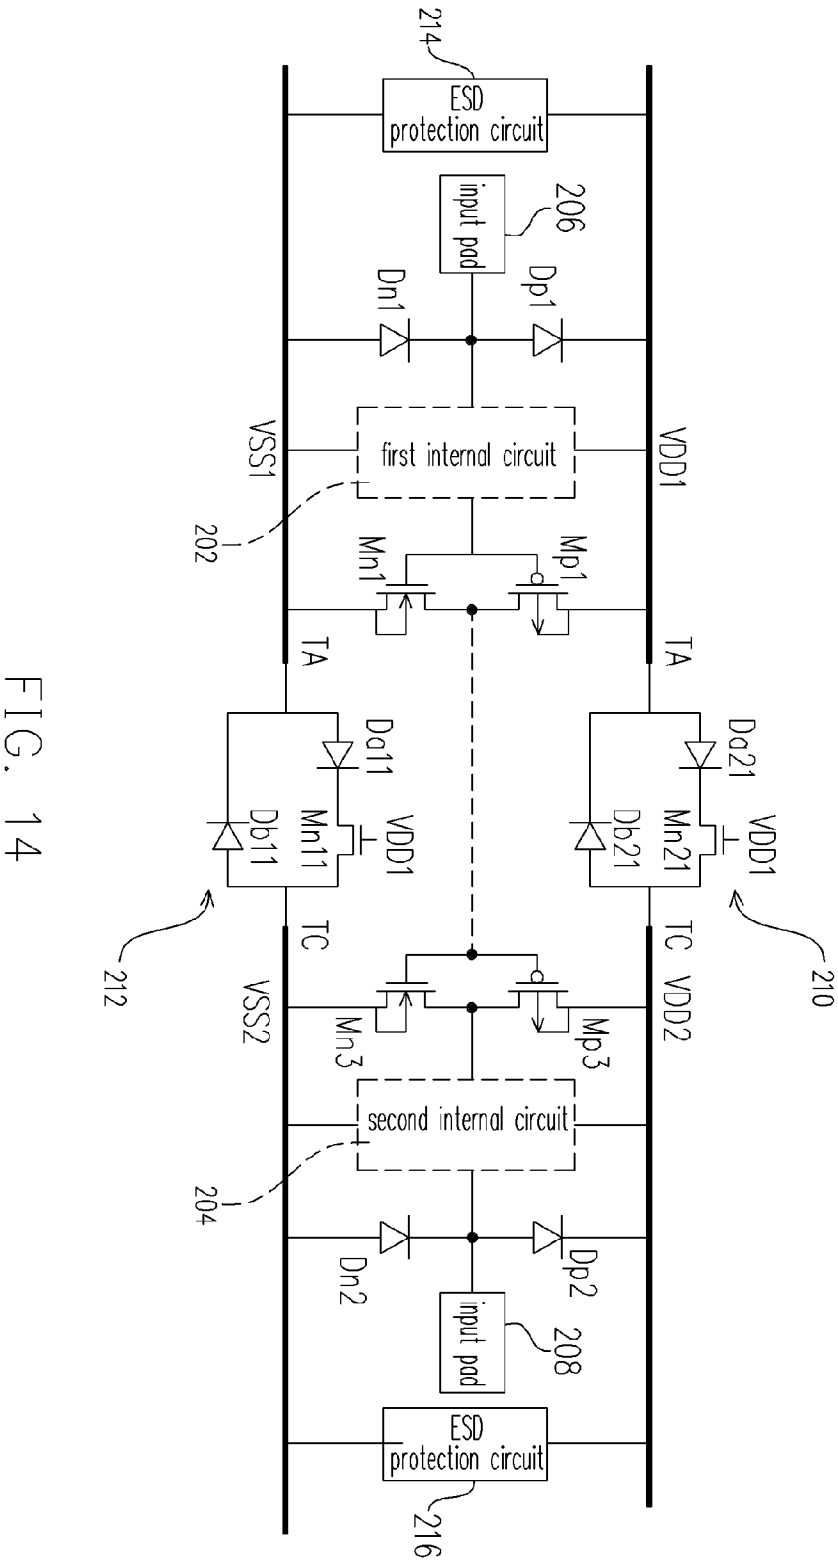 214
ESD
protection circuit
206
input pad
Dn1
Dp1
VSS1
first internal circuit
VDD1
202
Mn1
Mp1
TA
TA
Da11
Mn11
VDD1
Db11
212
Da21
Mn21
VDD1
Db21
210
TC
TC
VSS2
VDD2
Mn3
Mp3
second internal circuit
204
Dn2
Dp2
input pad
208
ESD
protection circuit
216
FIG. 14